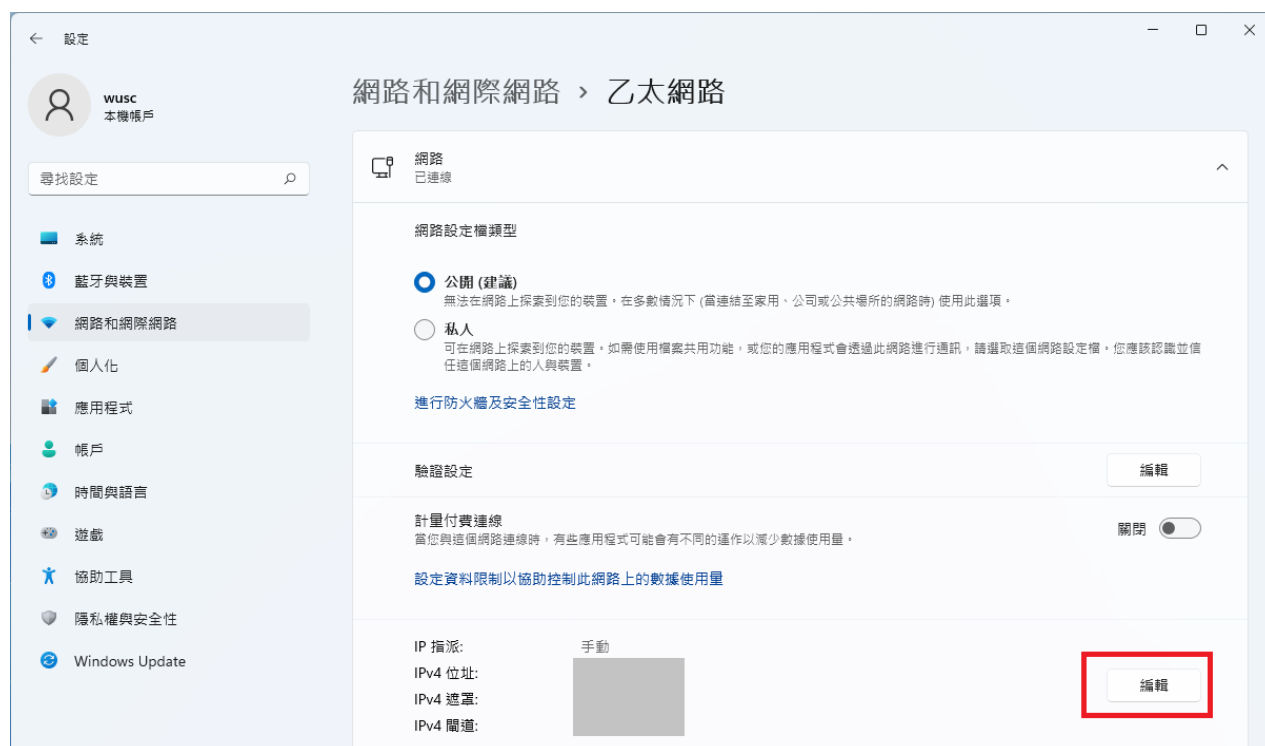 設定
wusc
本機帳戶
尋找設定
系統
藍牙與裝置
網路和網際網路
個人化
應用程式
帳戶
時間與語言
遊戲
協助工具
隱私權與安全性
Windows Update
網路和網際網路 › 乙太網路
網路
已連線
網路設定檔類型
公開 (建議)
無法在網路上探索到您的裝置。在多數情況下 (當連結至家用、公司或公共場所的網路時) 使用此選項。
私人
可在網路上探索到您的裝置。如需使用檔案共用功能，或您的應用程式會透過此網路進行通訊，請選取這個網路設定檔。您應該認識並信
任這個網路上的人與裝置。
進行防火牆及安全性設定
驗證設定
編輯
計量付費連線
當您與這個網路連線時，有些應用程式可能會有不同的運作以減少數據使用量。
關閉
設定資料限制以協助控制此網路上的數據使用量
IP 指派: 手動
IPv4 位址:
IPv4 遮罩:
IPv4 閘道:
編輯